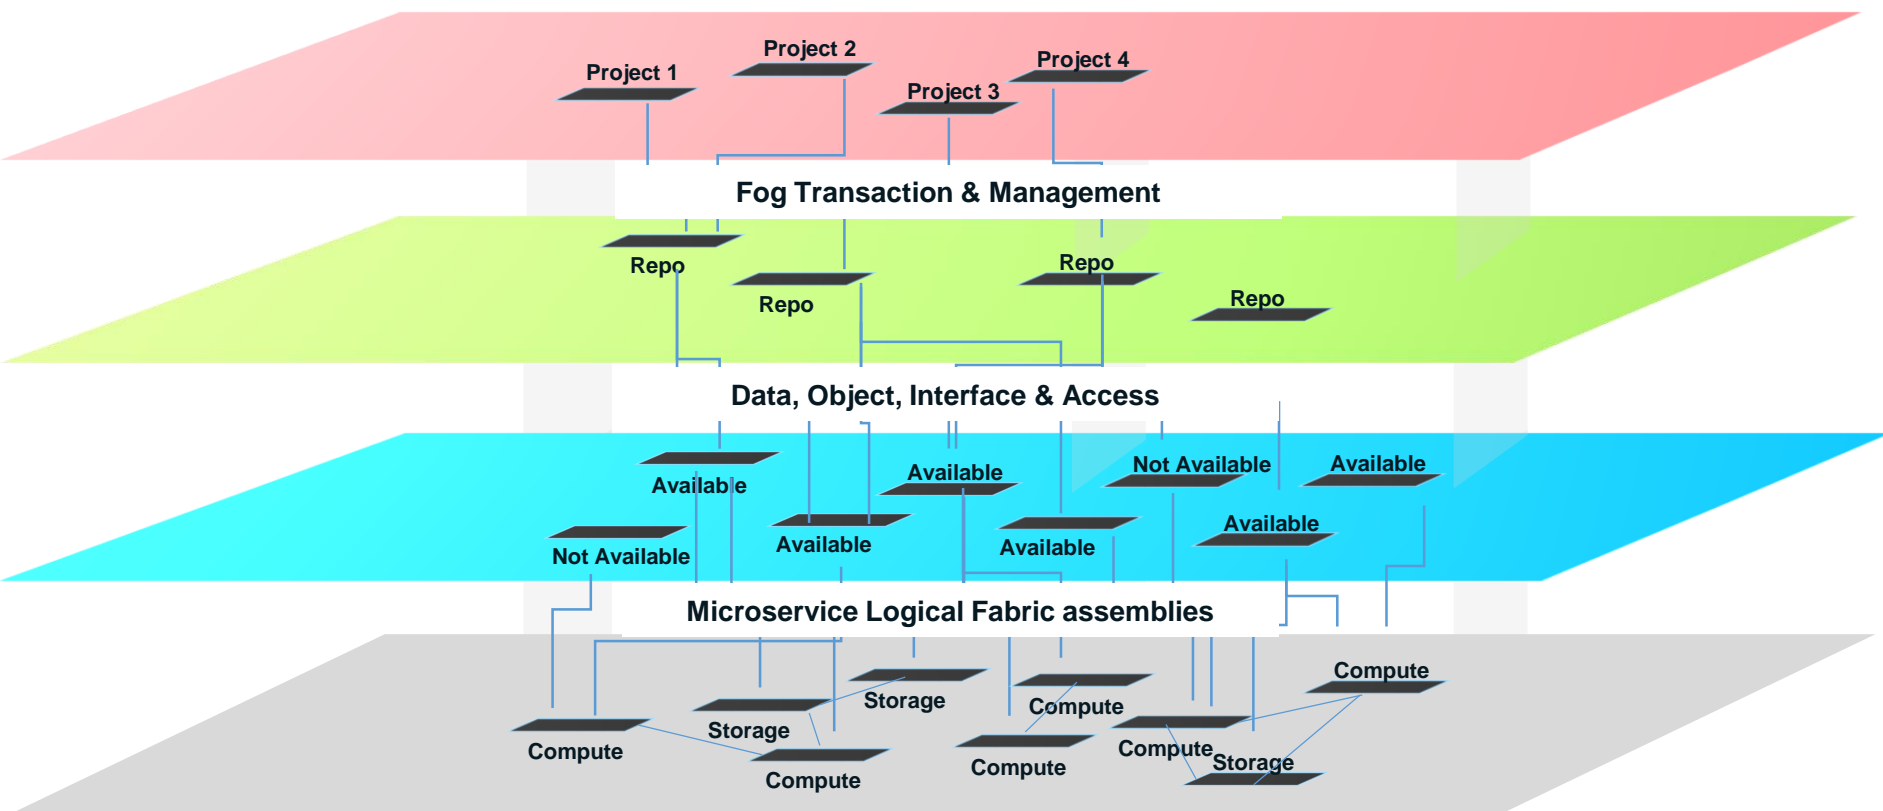 Project 1
Project 2
Project 3
Project 4
Fog Transaction & Management
Repo
Repo
Repo
Repo
Data, Object, Interface & Access
Available
Available
Not Available
Available
Not Available
Available
Available
Available
Microservice Logical Fabric assemblies
Compute
Storage
Storage
Compute
Compute
Compute
Compute
Storage
Compute